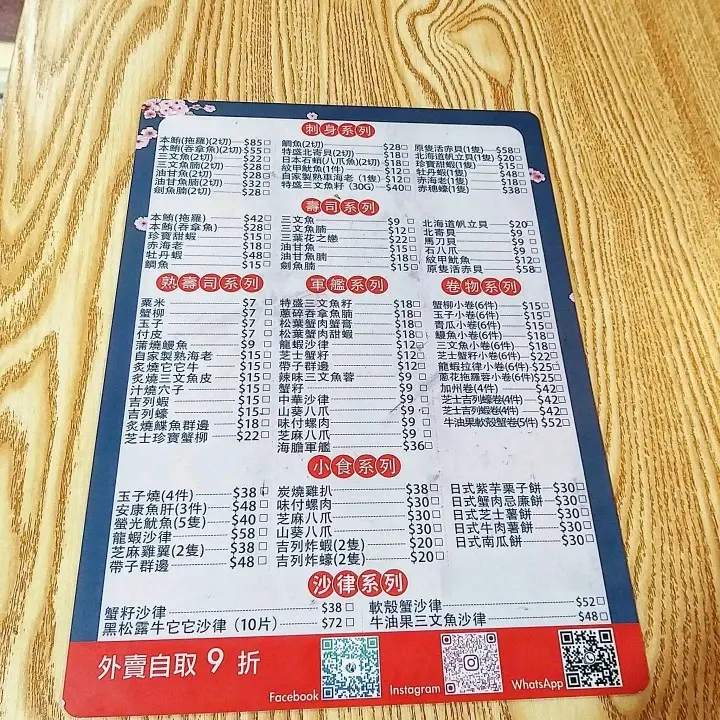 刺身系列
本鮪(拖羅)(2切) $85
本鮪(吞拿魚)(2切) $55
三文魚(2切) $22
三文魚腩(2切) $28
油甘魚(2切) $28
油甘魚腩(2切) $32
劍魚腩(2切) $28
鯛魚(2切) $28
特盛北寄貝(2切) $28
日本石蛸(八爪魚)(2切) $18
紋甲魷魚(1件) $12
自家製熟車海老 (1隻) $12
特盛三文魚籽 (30G) $40
原隻活赤貝(1隻) $58
北海道帆立貝(1隻) $20
珍寶甜蝦(1隻) $15
牡丹蝦(1隻) $48
赤海老(1隻) $18
赤穗蠔(1隻) $38
壽司系列
本鮪(拖羅) $42
本鮪(吞拿魚) $28
珍寶甜蝦 $15
赤海老 $18
牡丹蝦 $48
鯛魚 $15
三文魚 $9
三文魚腩 $12
三葉花之戀 $22
油甘魚 $15
油甘魚腩 $18
劍魚腩 $15
北海道帆立貝 $20
北寄貝 $9
馬刀貝 $9
石八爪 $9
紋甲魷魚 $12
原隻活赤貝 $58
熟壽司系列
粟米 $7
蟹柳 $7
玉子 $7
付皮 $7
蒲燒鰻魚 $9
自家製熟海老 $15
炙燒它它牛 $15
炙燒三文魚皮 $15
汁燒穴子 $15
吉列蝦 $15
吉列蠔 $15
炙燒鰈魚群邊 $18
芝士珍寶蟹柳 $22
軍艦系列
特盛三文魚籽 $18
蔥碎吞拿魚腩 $18
松葉蟹肉蟹膏 $18
松葉蟹肉甜蝦 $18
龍蝦沙律 $12
芝士蟹籽 $12
帶子群邊 $12
辣味三文魚蓉 $9
蟹籽 $9
中華沙律 $9
山葵八爪 $9
味付螺肉 $9
芝麻八爪 $9
海膽軍艦 $36
卷物系列
蟹柳小卷(6件) $15
玉子小卷(6件) $15
青瓜小卷(6件) $15
鰻魚小卷(6件) $18
三文魚小卷(6件) $18
芝士蟹籽小卷(6件) $22
龍蝦拉律小卷(6件) $25
蔥花拖羅蓉小卷(6件) $25
加州卷(4件) $42
芝士吉列蠔卷(4件) $42
芝士吉列蝦卷(4件) $42
牛油果軟殼蟹卷(5件) $52
小食系列
玉子燒(4件) $38
安康魚肝(3件) $48
螢光魷魚(5隻) $40
龍蝦沙律 $58
芝麻雞翼(2隻) $38
帶子群邊 $48
炭燒雞扒 $38
味付螺肉 $30
芝麻八爪 $30
山葵八爪 $30
吉列炸蝦(2隻) $20
吉列炸蠔(2隻) $20
日式紫芋栗子餅 $30
日式蟹肉忌廉餅 $30
日式芝士薯餅 $30
日式牛肉薯餅 $30
日式南瓜餅 $30
沙律系列
蟹籽沙律 $38
黑松露牛它它沙律 (10片) $72
軟殼蟹沙律 $52
牛油果三文魚沙律 $48
外賣自取 9 折
Facebook
Instagram
WhatsApp